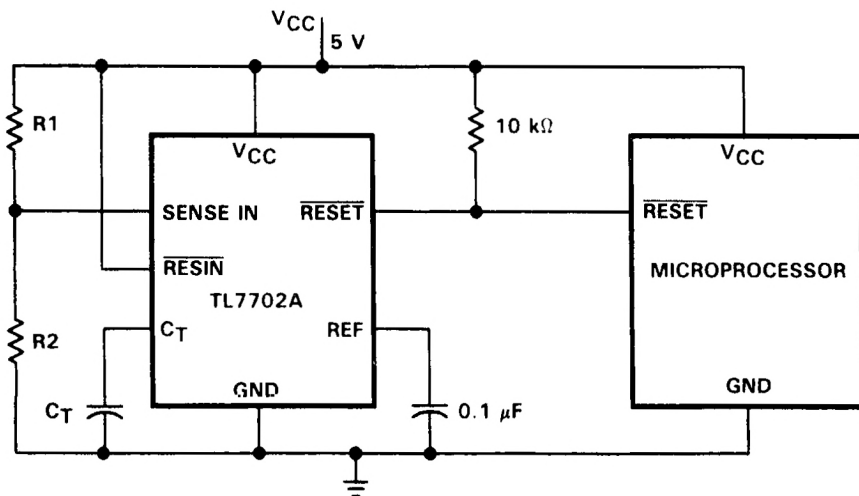 VCC
5 V
R1
10 kΩ
VCC
VCC
SENSE IN
RESET
RESET
RESIN
MICROPROCESSOR
TL7702A
R2
CT
REF
GND
GND
CT
0.1 μF